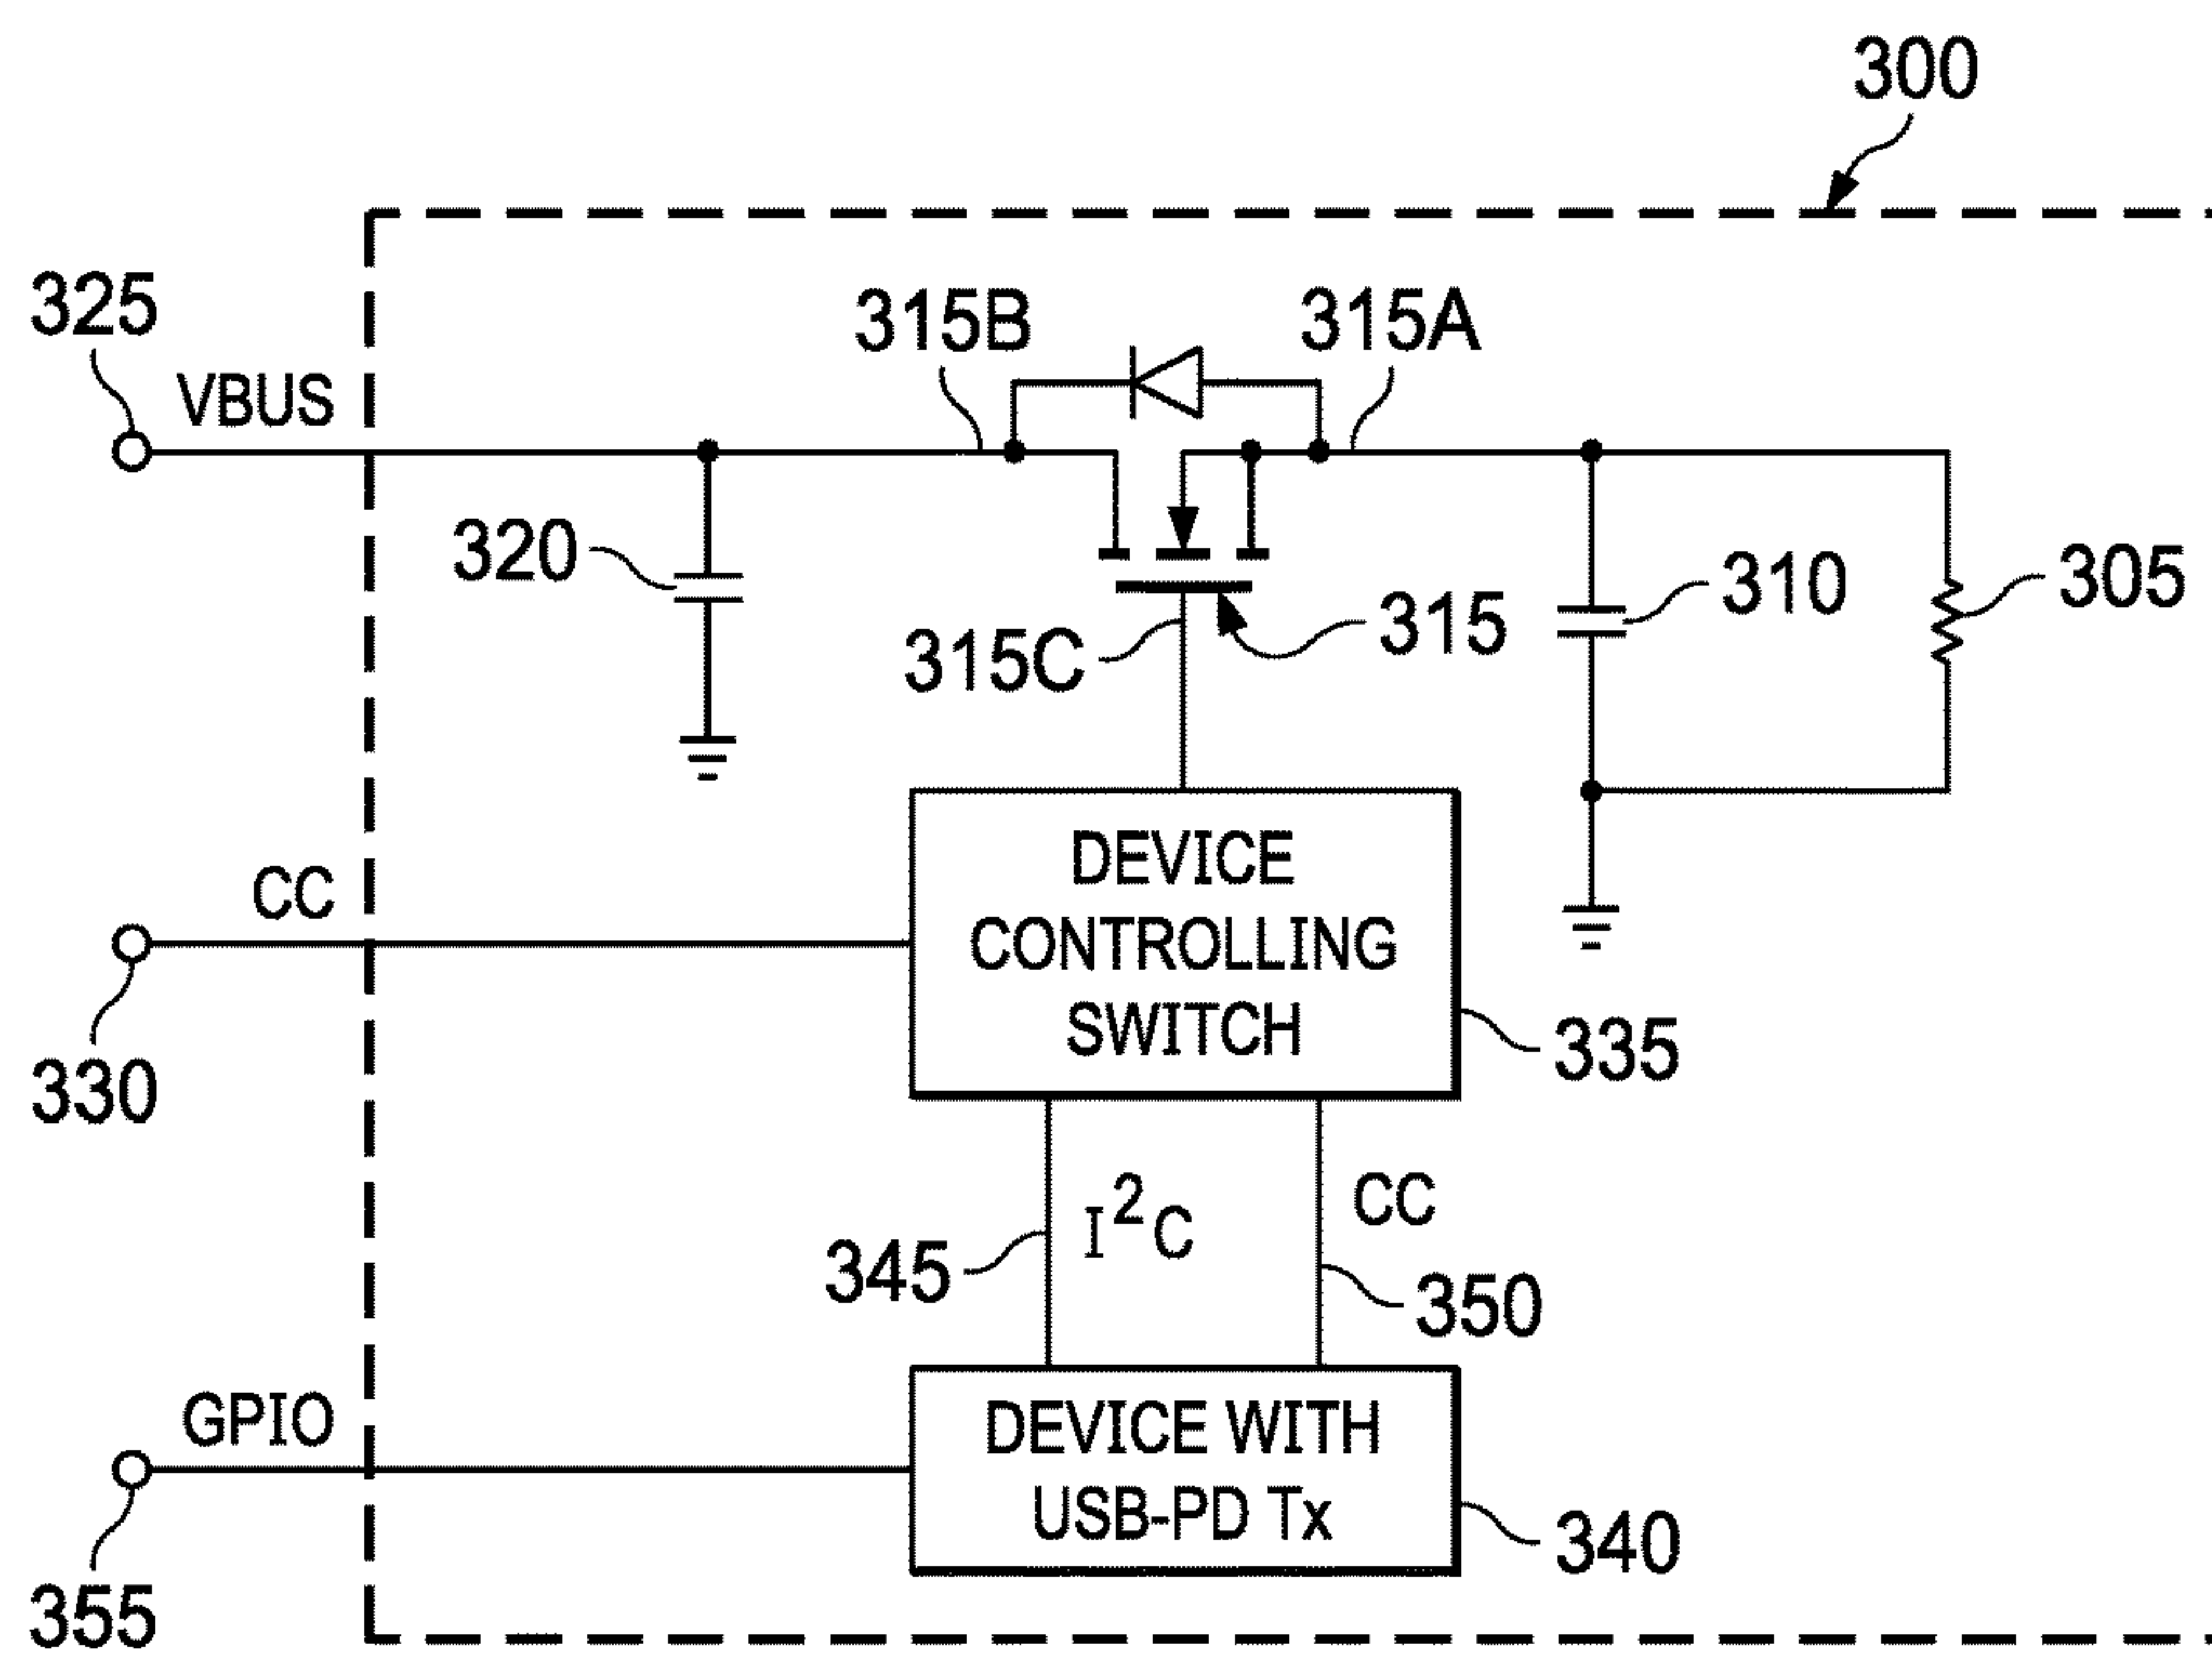 300
325
VBUS
315B
315A
320
310
305
315C
315
DEVICE
CONTROLLING
SWITCH
CC
330
335
I²C
CC
345
350
GPIO
DEVICE WITH
USB-PD Tx
340
355